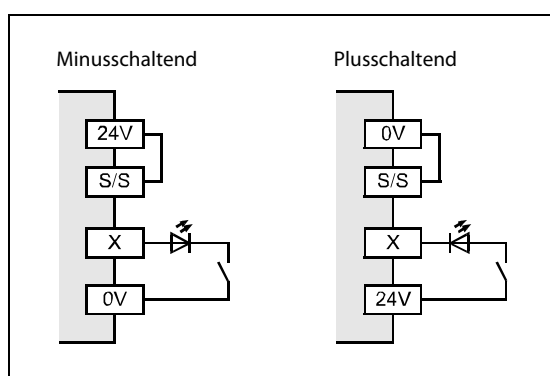 Minusschaltend
24V
S/S
X
0V
Plusschaltend
0V
S/S
X
24V